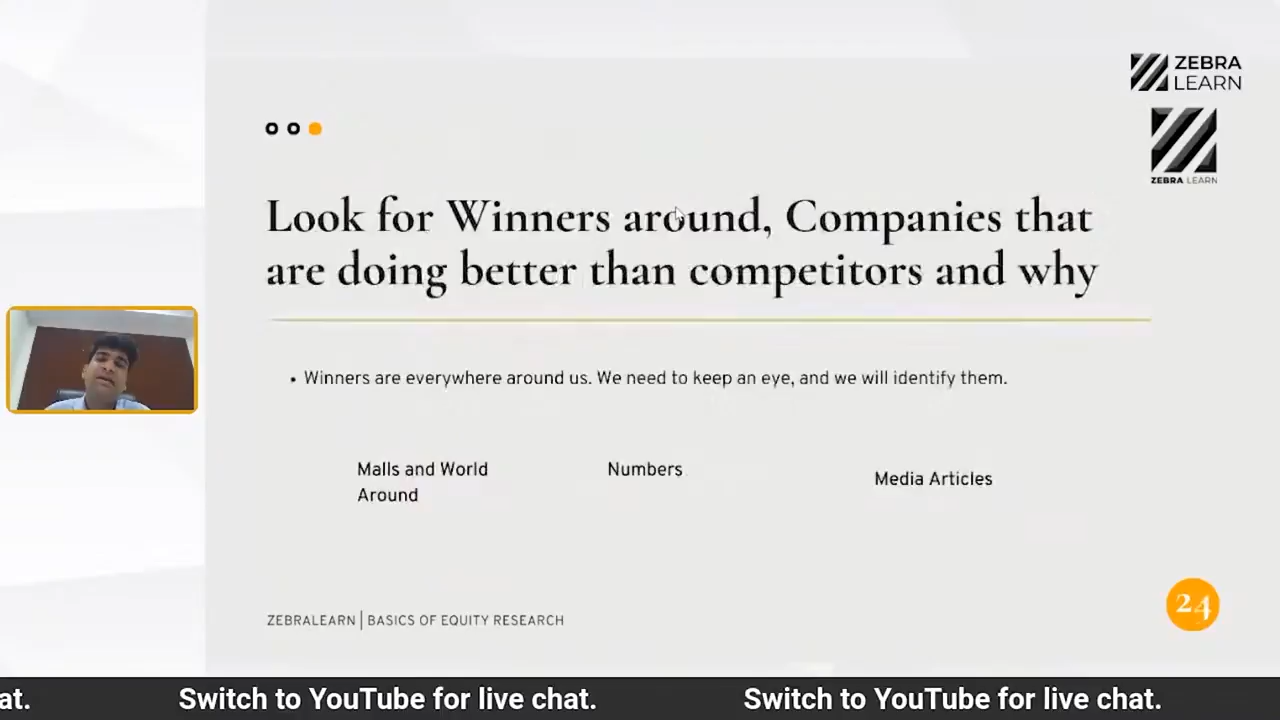 ZEBRA
LEARN
ZEBRA LEARN
Look for Winners around, Companies that
are doing better than competitors and why
• Winners are everywhere around us. We need to keep an eye, and we will identify them.
Malls and World
Around
Numbers
Media Articles
ZEBRALEARN | BASICS OF EQUITY RESEARCH
24
at.
Switch to YouTube for live chat.
Switch to YouTube for live chat.